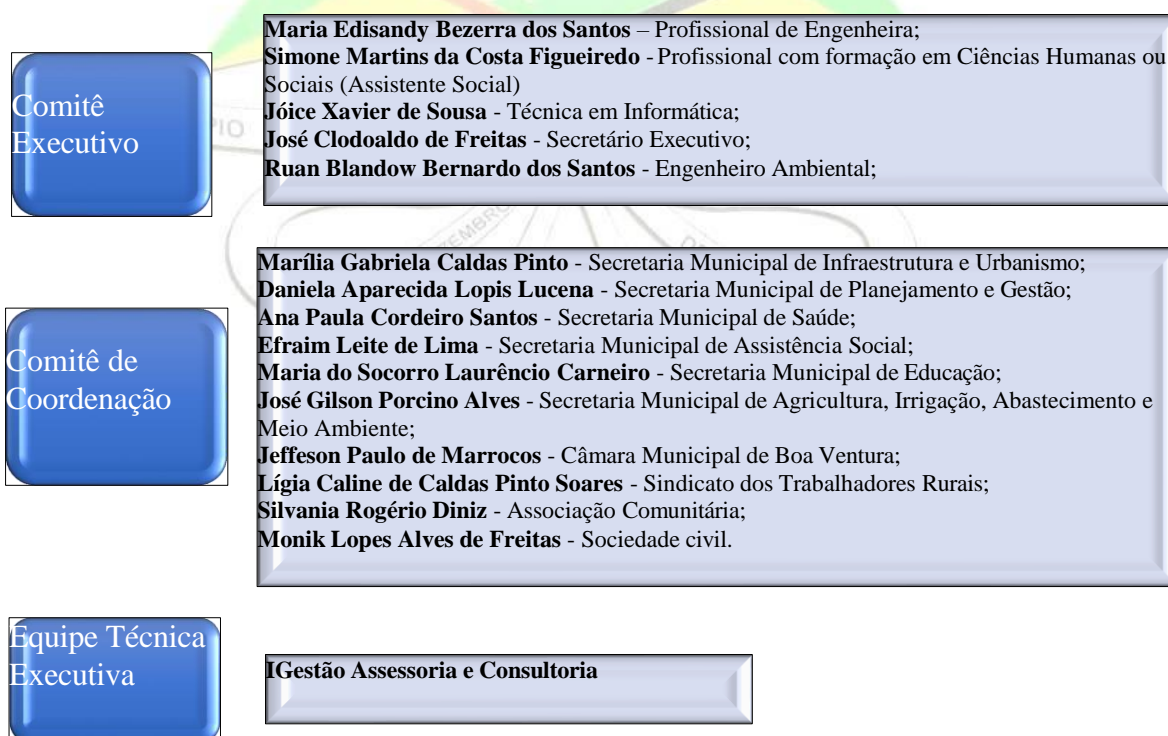 Comitê
Executivo
Maria Edisandy Bezerra dos Santos – Profissional de Engenheira;
Simone Martins da Costa Figueiredo - Profissional com formação em Ciências Humanas ou
Sociais (Assistente Social)
Jóice Xavier de Sousa - Técnica em Informática;
José Clodoaldo de Freitas - Secretário Executivo;
Ruan Blandow Bernardo dos Santos - Engenheiro Ambiental;
Comitê de
Coordenação
Marília Gabriela Caldas Pinto - Secretaria Municipal de Infraestrutura e Urbanismo;
Daniela Aparecida Lopis Lucena - Secretaria Municipal de Planejamento e Gestão;
Ana Paula Cordeiro Santos - Secretaria Municipal de Saúde;
Efraim Leite de Lima - Secretaria Municipal de Assistência Social;
Maria do Socorro Laurêncio Carneiro - Secretaria Municipal de Educação;
José Gilson Porcino Alves - Secretaria Municipal de Agricultura, Irrigação, Abastecimento e
Meio Ambiente;
Jeffeson Paulo de Marrocos - Câmara Municipal de Boa Ventura;
Lígia Caline de Caldas Pinto Soares - Sindicato dos Trabalhadores Rurais;
Silvania Rogério Diniz - Associação Comunitária;
Monik Lopes Alves de Freitas - Sociedade civil.
Equipe Técnica
Executiva
IGestão Assessoria e Consultoria